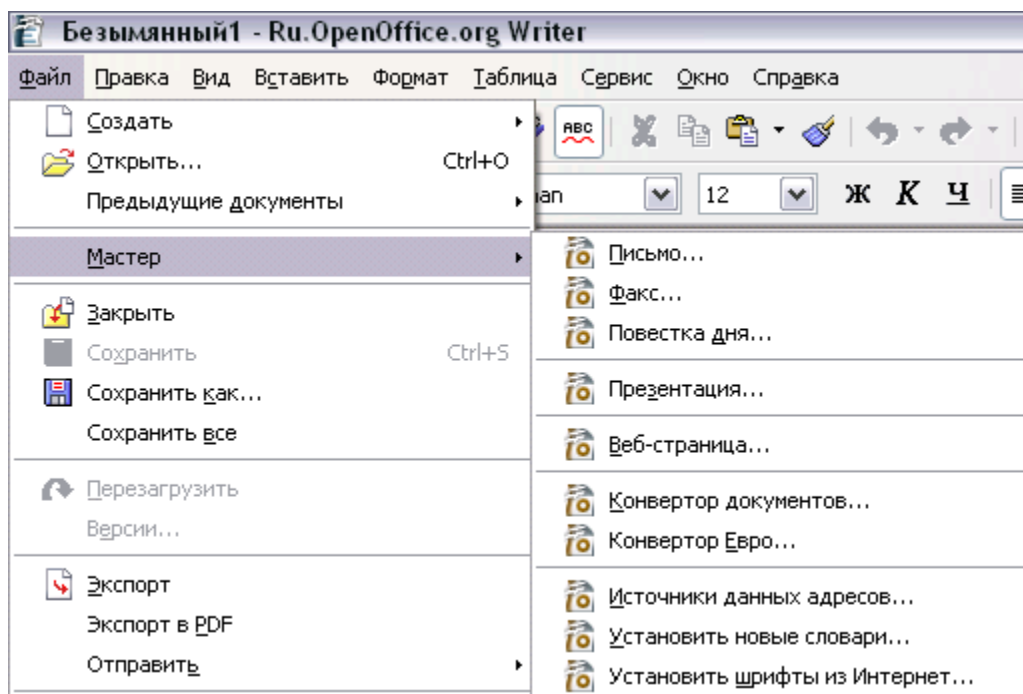 Безымянный1 - Ru.OpenOffice.org Writer
Файл Правка Вид Вставить Формат Таблица Сервис Окно Справка
Создать
ABC
Открыть... Ctrl+O
Предыдущие документы
12 Ж К Ч
Мастер
Письмо...
Факс...
Повестка дня...
Презентация...
Веб-страница...
Конвертор документов...
Конвертор Евро...
Источники данных адресов...
Установить новые словари...
Установить шрифты из Интернет...
Закрыть
Сохранить Ctrl+S
Сохранить как...
Сохранить все
Перезагрузить
Версии...
Экспорт
Экспорт в PDF
Отправить